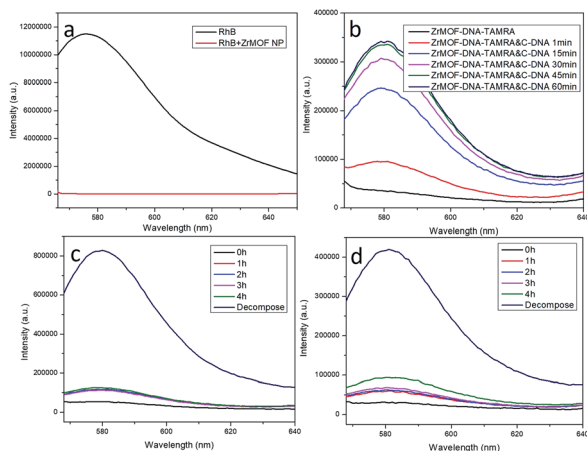 a
RhB
RhB+ZrMOF NP
12000000
10000000
8000000
6000000
4000000
2000000
0
Intensity (a.u.)
580
600
620
640
Wavelength (nm)
b
ZrMOF-DNA-TAMRA
ZrMOF-DNA-TAMRA&C-DNA 1min
ZrMOF-DNA-TAMRA&C-DNA 15min
ZrMOF-DNA-TAMRA&C-DNA 30min
ZrMOF-DNA-TAMRA&C-DNA 45min
ZrMOF-DNA-TAMRA&C-DNA 60min
400000
300000
200000
100000
0
Intensity (a.u.)
580
600
620
640
Wavelength (nm)
c
0h
1h
2h
3h
4h
Decompose
800000
600000
400000
200000
0
Intensity (a.u.)
580
600
620
640
Wavelength (nm)
d
0h
1h
2h
3h
4h
Decompose
400000
300000
200000
100000
0
Intensity (a.u.)
580
600
620
640
Wavelength (nm)